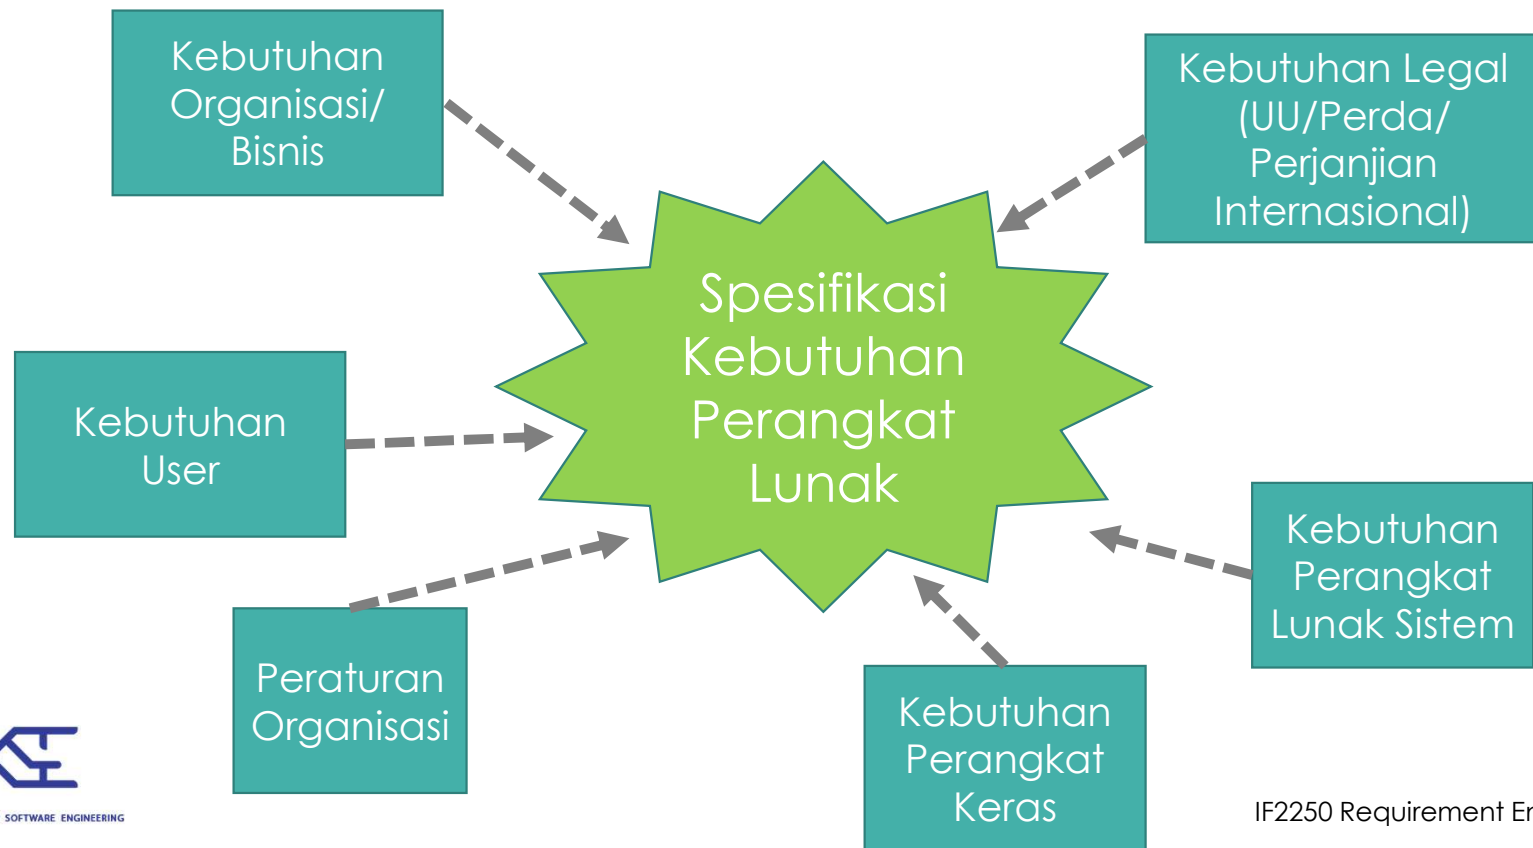 Kebutuhan
Organisasi/
Bisnis
Kebutuhan Legal
(UU/Perda/
Perjanjian
Internasional)
Spesifikasi
Kebutuhan
Perangkat
Lunak
Kebutuhan
User
Kebutuhan
Perangkat
Lunak Sistem
Peraturan
Organisasi
Kebutuhan
Perangkat
Keras
SOFTWARE ENGINEERING
IF2250 Requirement